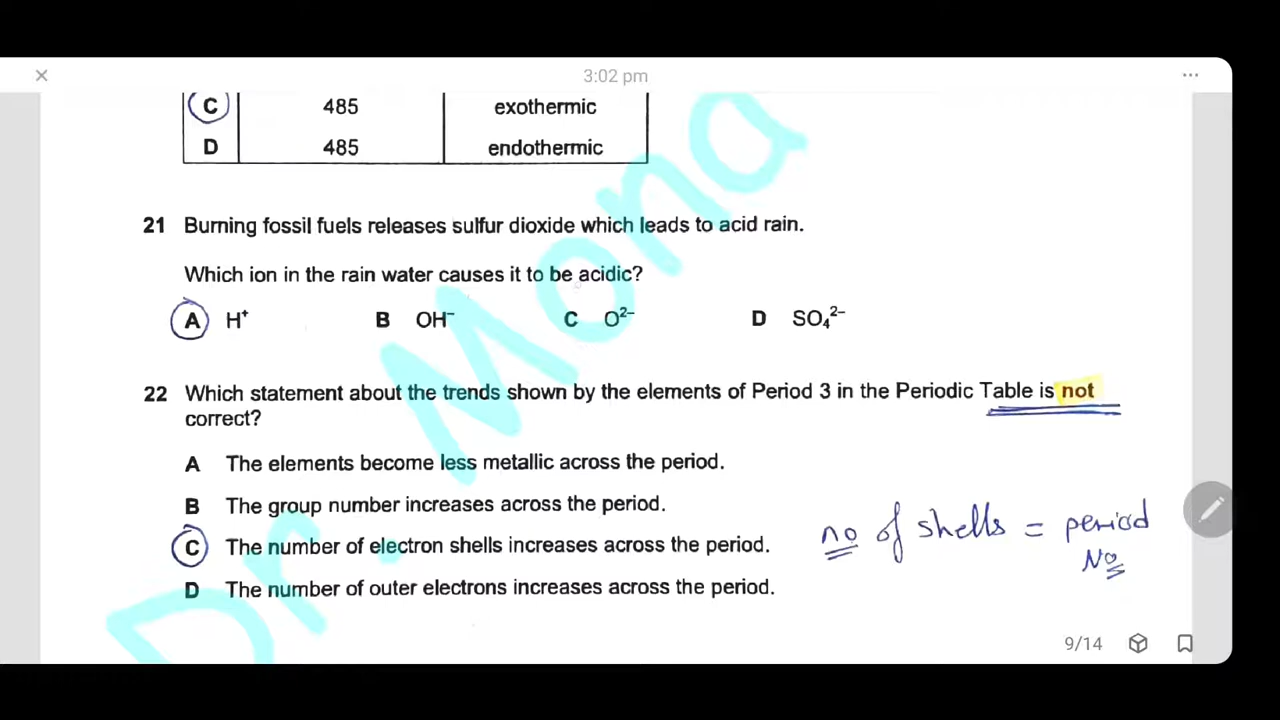 3:02 pm
C 485 exothermic
D 485 endothermic
21 Burning fossil fuels releases sulfur dioxide which leads to acid rain.
Which ion in the rain water causes it to be acidic?
A H⁺ B OH⁻ C O²⁻ D SO₄²⁻
22 Which statement about the trends shown by the elements of Period 3 in the Periodic Table is not
correct?
A The elements become less metallic across the period.
B The group number increases across the period.
C The number of electron shells increases across the period.
D The number of outer electrons increases across the period.
no of shells = period
No
Dr. Mona
9/14